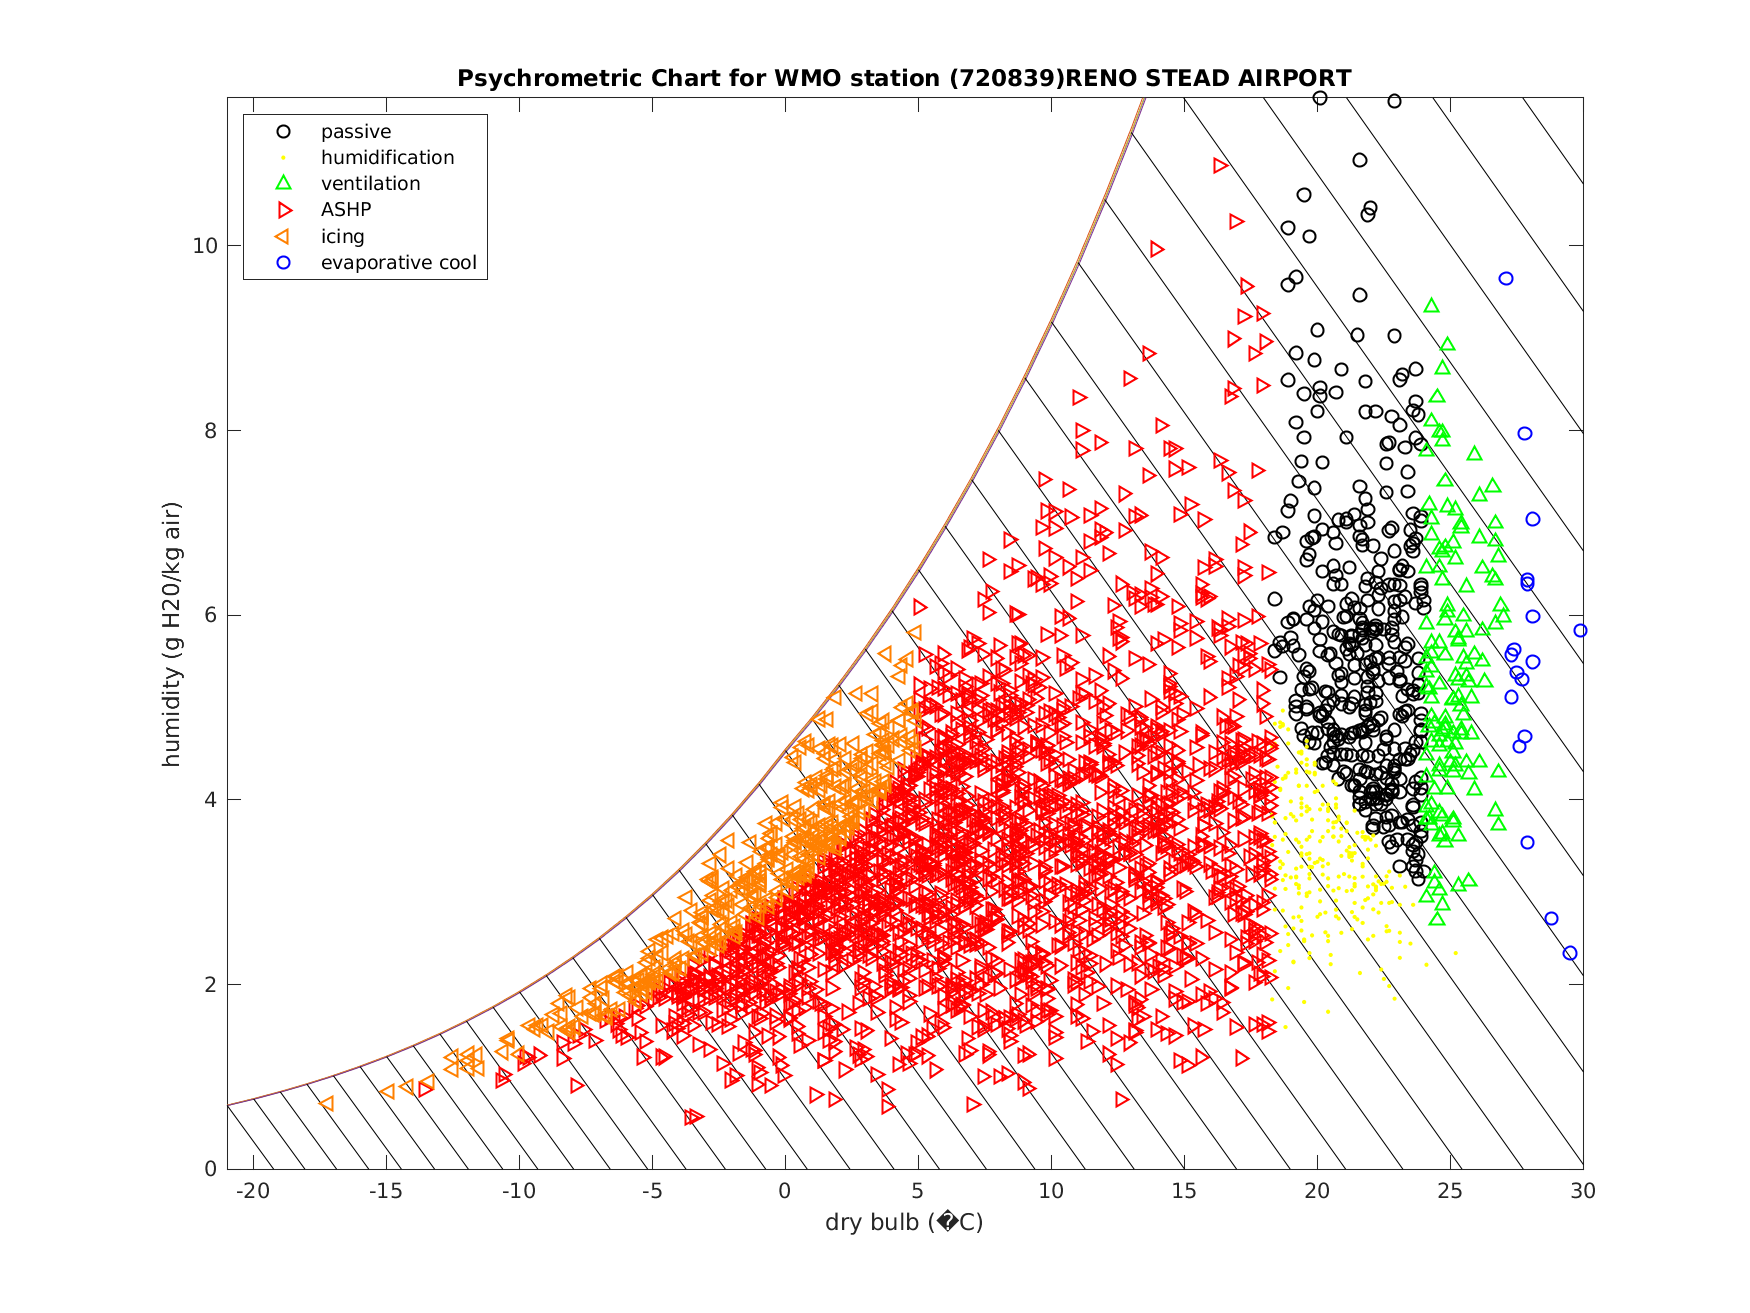 Psychrometric Chart for WMO station (720839)RENO STEAD AIRPORT
passive
humidification
ventilation
ASHP
icing
evaporative cool
humidity (g H20/kg air)
10
8
6
4
2
0
-20 -15 -10 -5 0 5 10 15 20 25 30
dry bulb (�C)